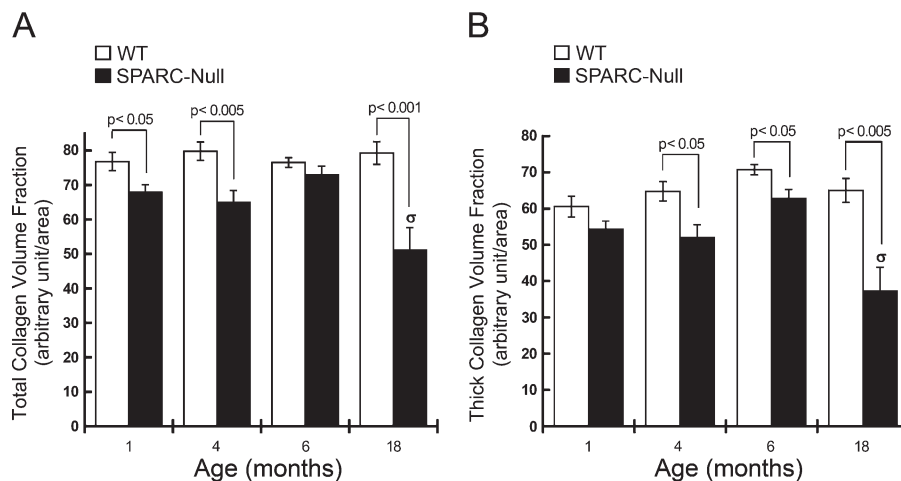 A
WT
SPARC-Null
p< 0.05
p< 0.005
p< 0.001
Total Collagen Volume Fraction
(arbitrary unit/area)
80
70
60
50
40
30
20
10
0
σ
1
4
6
18
Age (months)
B
WT
SPARC-Null
p< 0.05
p< 0.05
p< 0.005
Thick Collagen Volume Fraction
(arbitrary unit/area)
80
70
60
50
40
30
20
10
0
σ
1
4
6
18
Age (months)